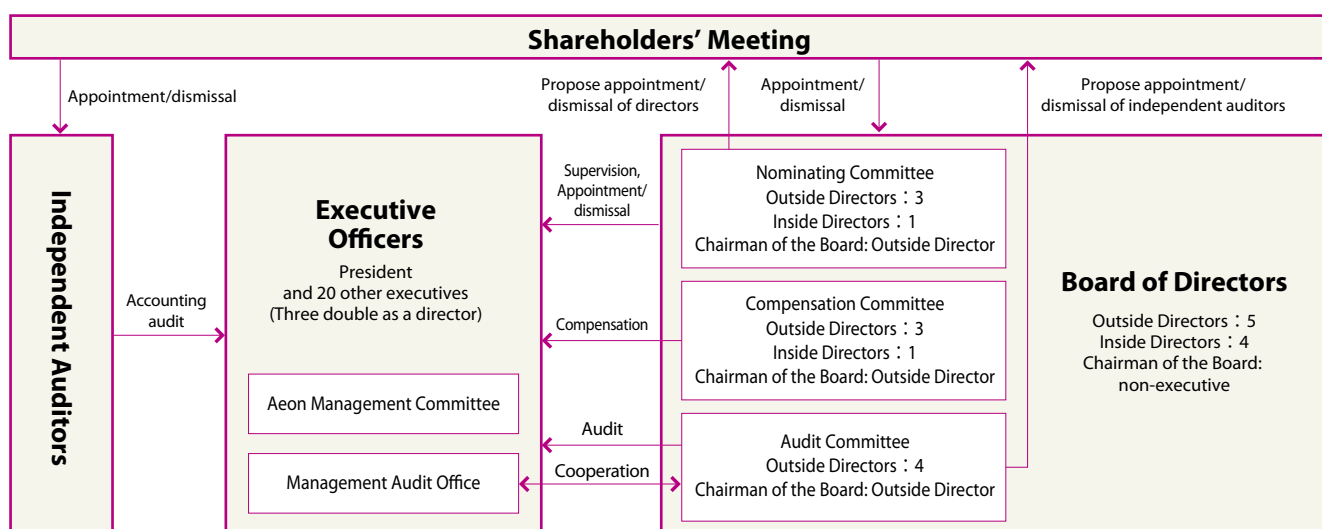 Shareholders’ Meeting
Appointment/dismissal
Propose appointment/
dismissal of directors
Appointment/
dismissal
Propose appointment/
dismissal of independent auditors
Independent Auditors
Accounting
audit
Executive
Officers
President
and 20 other executives
(Three double as a director)
Aeon Management Committee
Management Audit Office
Supervision,
Appointment/
dismissal
Compensation
Audit
Cooperation
Nominating Committee
Outside Directors：3
Inside Directors：1
Chairman of the Board: Outside Director
Compensation Committee
Outside Directors：3
Inside Directors：1
Chairman of the Board: Outside Director
Audit Committee
Outside Directors：4
Chairman of the Board: Outside Director
Board of Directors
Outside Directors：5
Inside Directors：4
Chairman of the Board:
non-executive